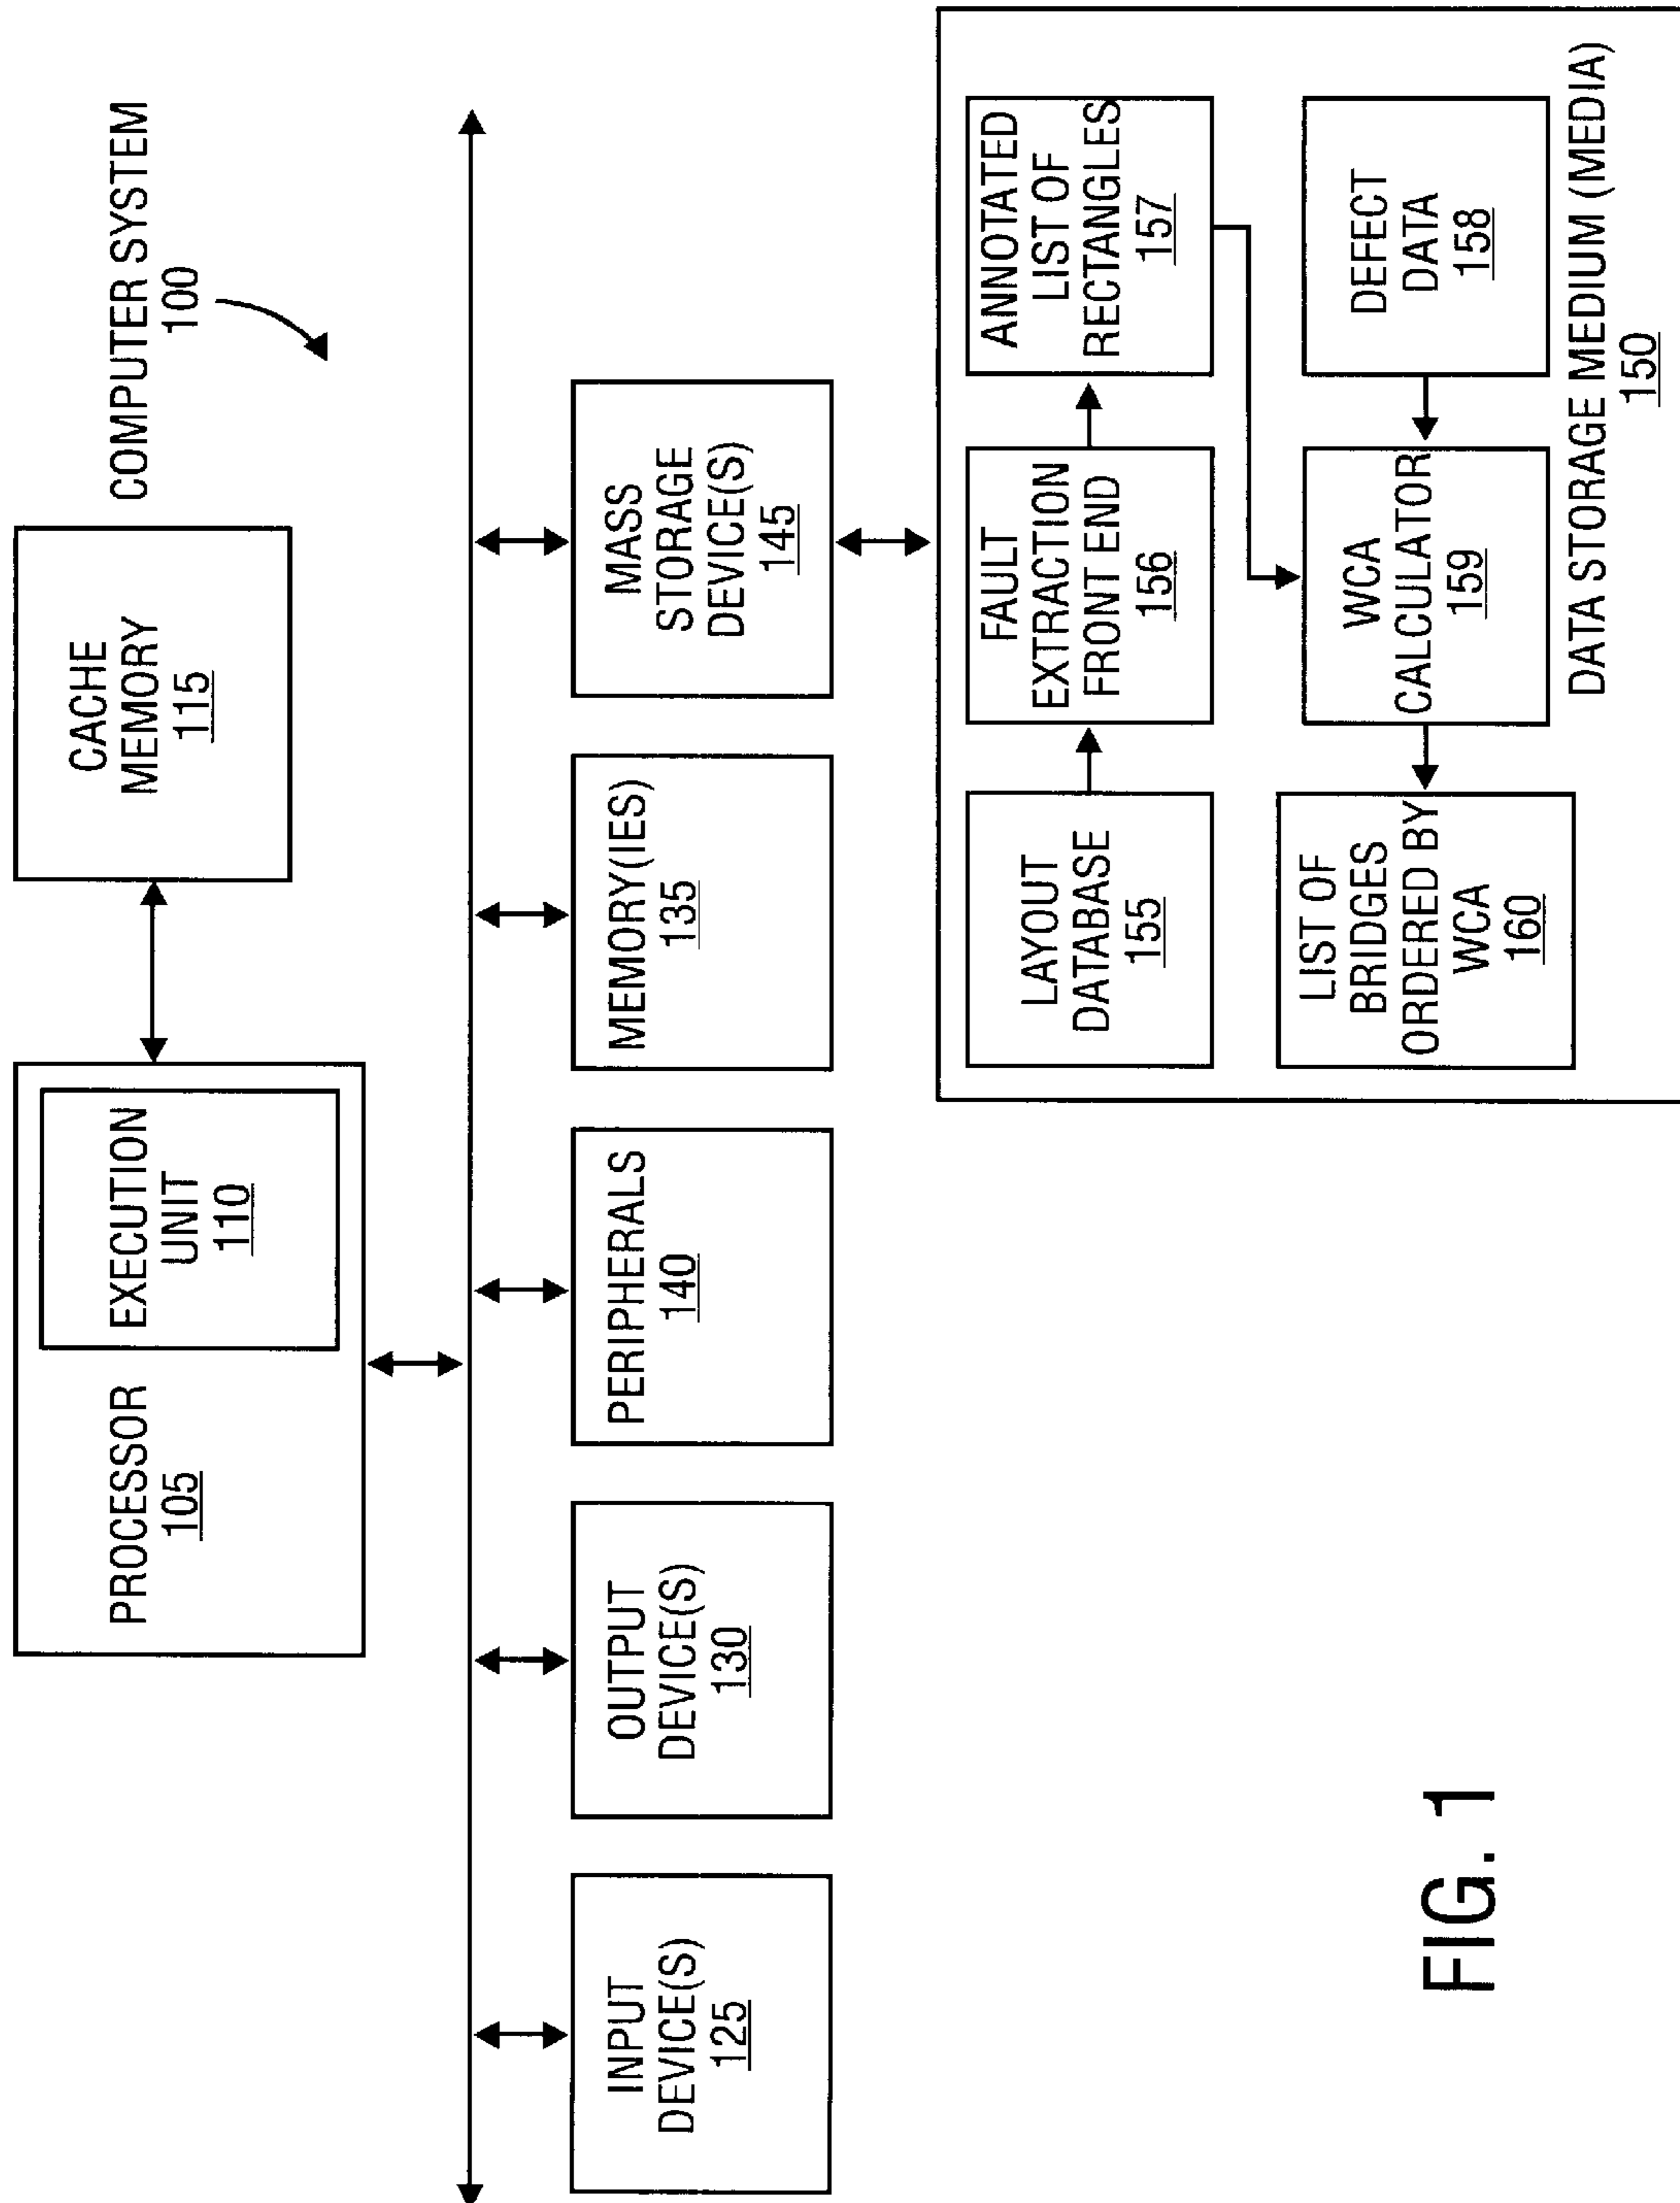 COMPUTER SYSTEM
100
PROCESSOR
105
EXECUTION
UNIT
110
CACHE
MEMORY
115
INPUT
DEVICE(S)
125
OUTPUT
DEVICE(S)
130
PERIPHERALS
140
MEMORY(IES)
135
MASS
STORAGE
DEVICE(S)
145
LAYOUT
DATABASE
155
FAULT
EXTRACTION
FRONT END
156
ANNOTATED
LIST OF
RECTANGLES
157
LIST OF
BRIDGES
ORDERED BY
WCA
160
WCA
CALCULATOR
159
DEFECT
DATA
158
DATA STORAGE MEDIUM (MEDIA)
150
FIG. 1